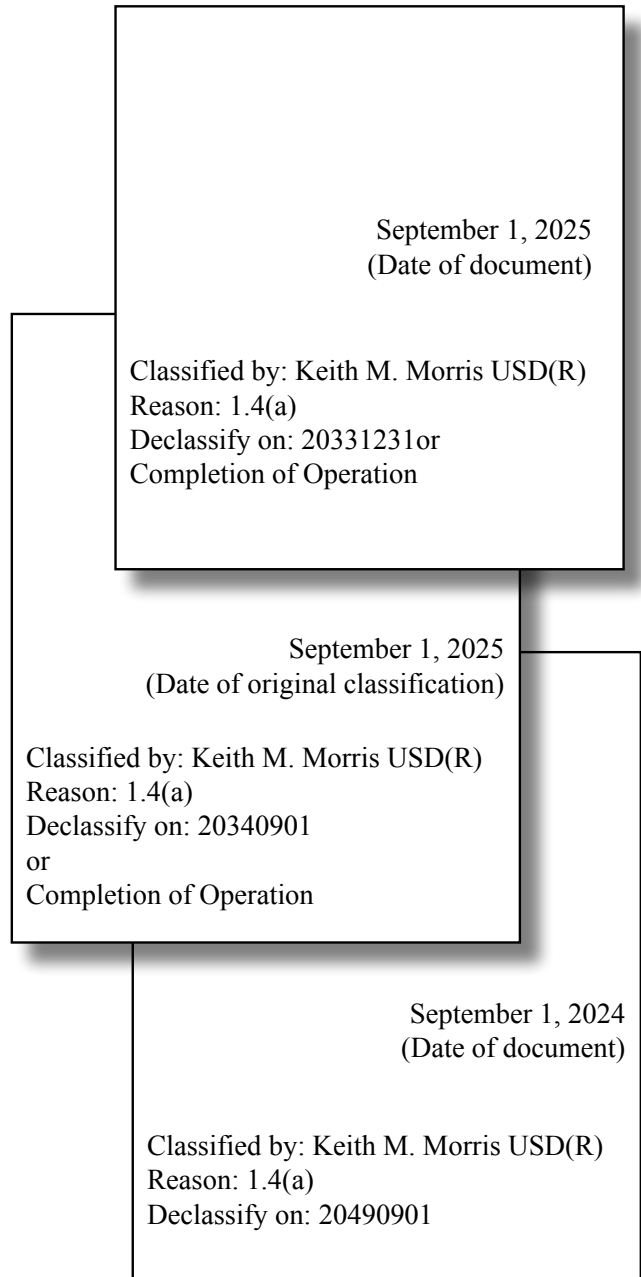 September 1, 2025
(Date of document)
Classified by: Keith M. Morris USD(R)
Reason: 1.4(a)
Declassify on: 20331231or
Completion of Operation
September 1, 2025
(Date of original classification)
Classified by: Keith M. Morris USD(R)
Reason: 1.4(a)
Declassify on: 20340901
or
Completion of Operation
September 1, 2024
(Date of document)
Classified by: Keith M. Morris USD(R)
Reason: 1.4(a)
Declassify on: 20490901